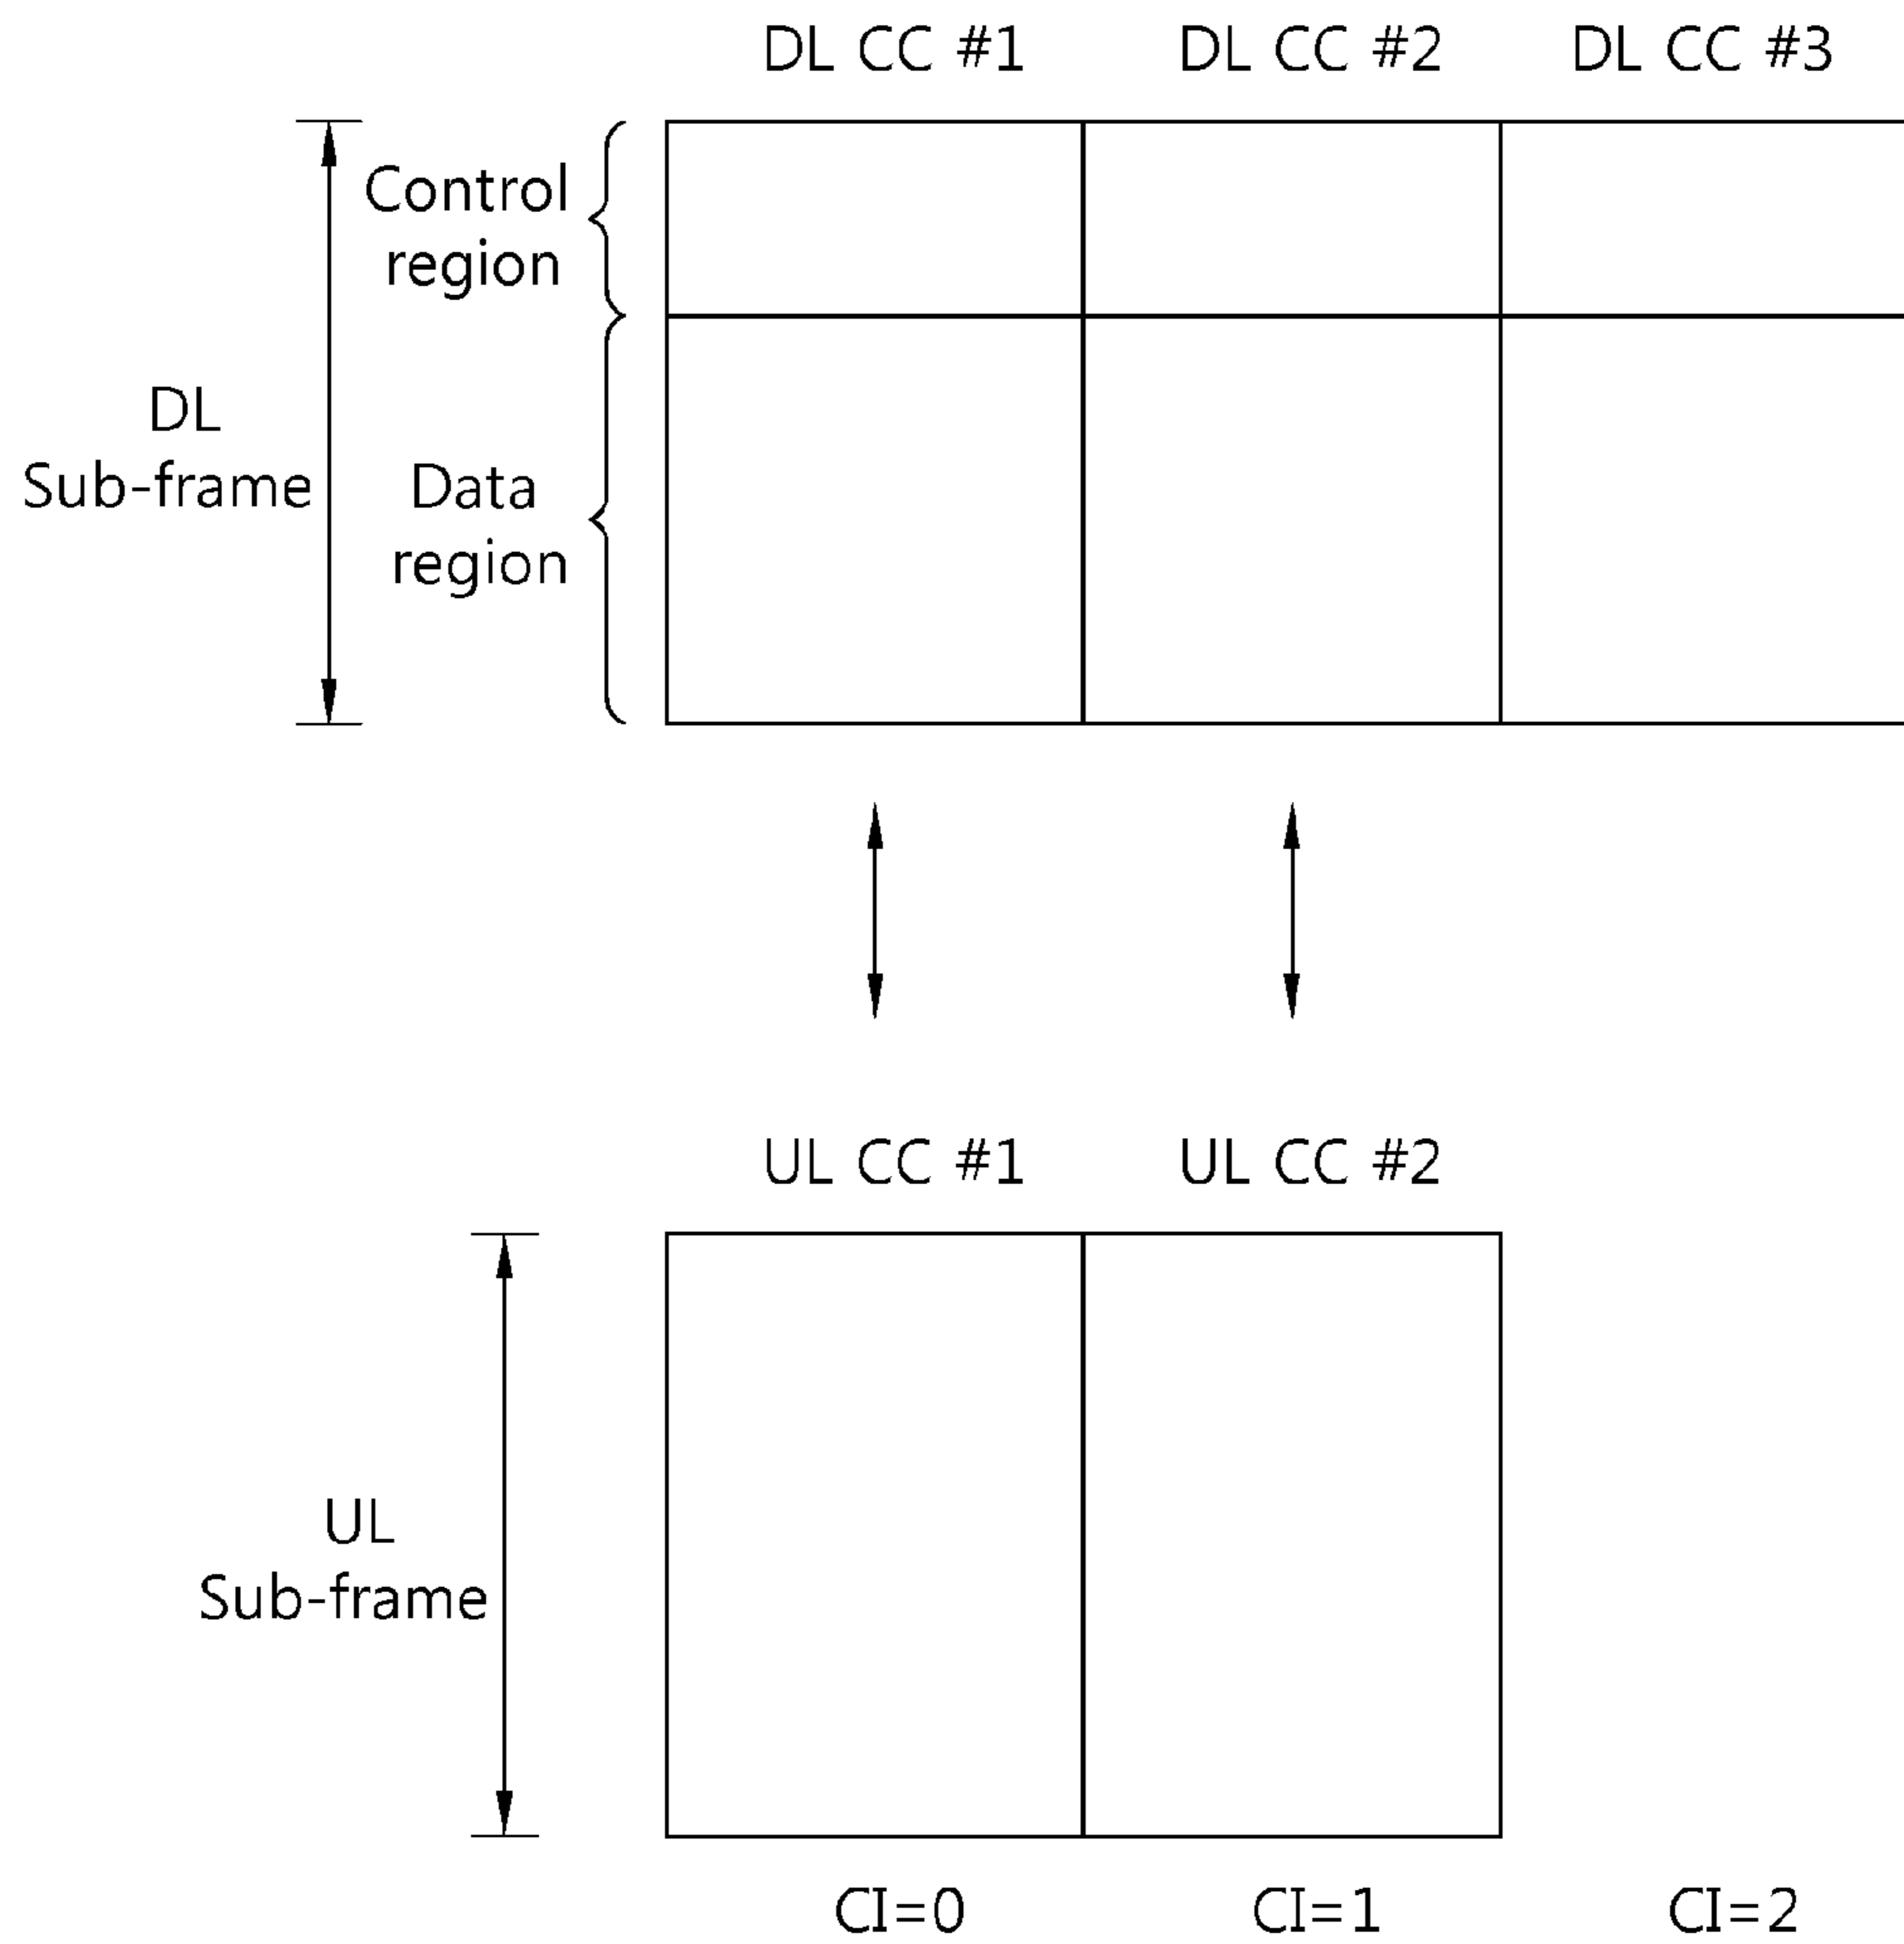 DL CC #1 DL CC #2 DL CC #3
Control
region
DL
Sub-frame
Data
region
UL CC #1 UL CC #2
UL
Sub-frame
CI=0 CI=1 CI=2